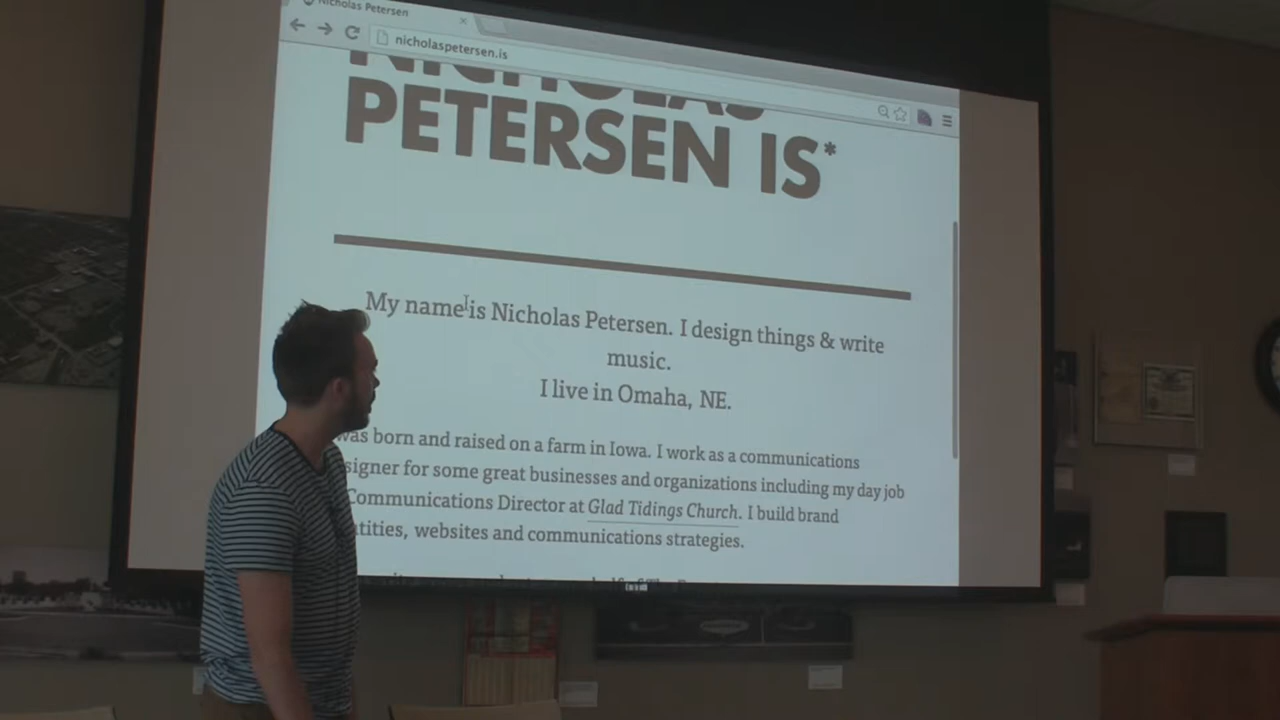 Nicholas Petersen
nicholaspetersen.is
NICHOLAS
PETERSEN IS*
My name is Nicholas Petersen. I design things & write
music.
I live in Omaha, NE.
was born and raised on a farm in Iowa. I work as a communications
signer for some great businesses and organizations including my day job
Communications Director at Glad Tidings Church. I build brand
ntities, websites and communications strategies.